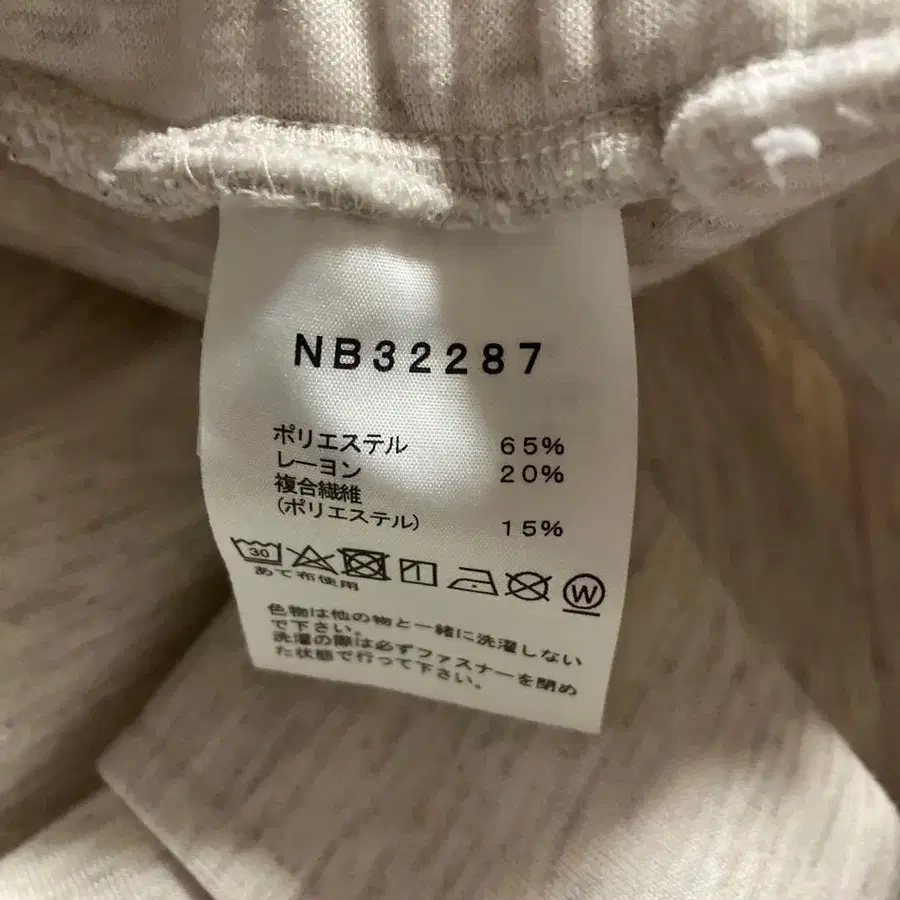 NB32287
ポリエステル 65%
レーヨン 20%
複合繊維
(ポリエステル) 15%
30 W
あて布使用
色物は他の物と一緒に洗濯しない
で下さい。
洗濯の際は必ずファスナーを閉め
た状態で行って下さい。